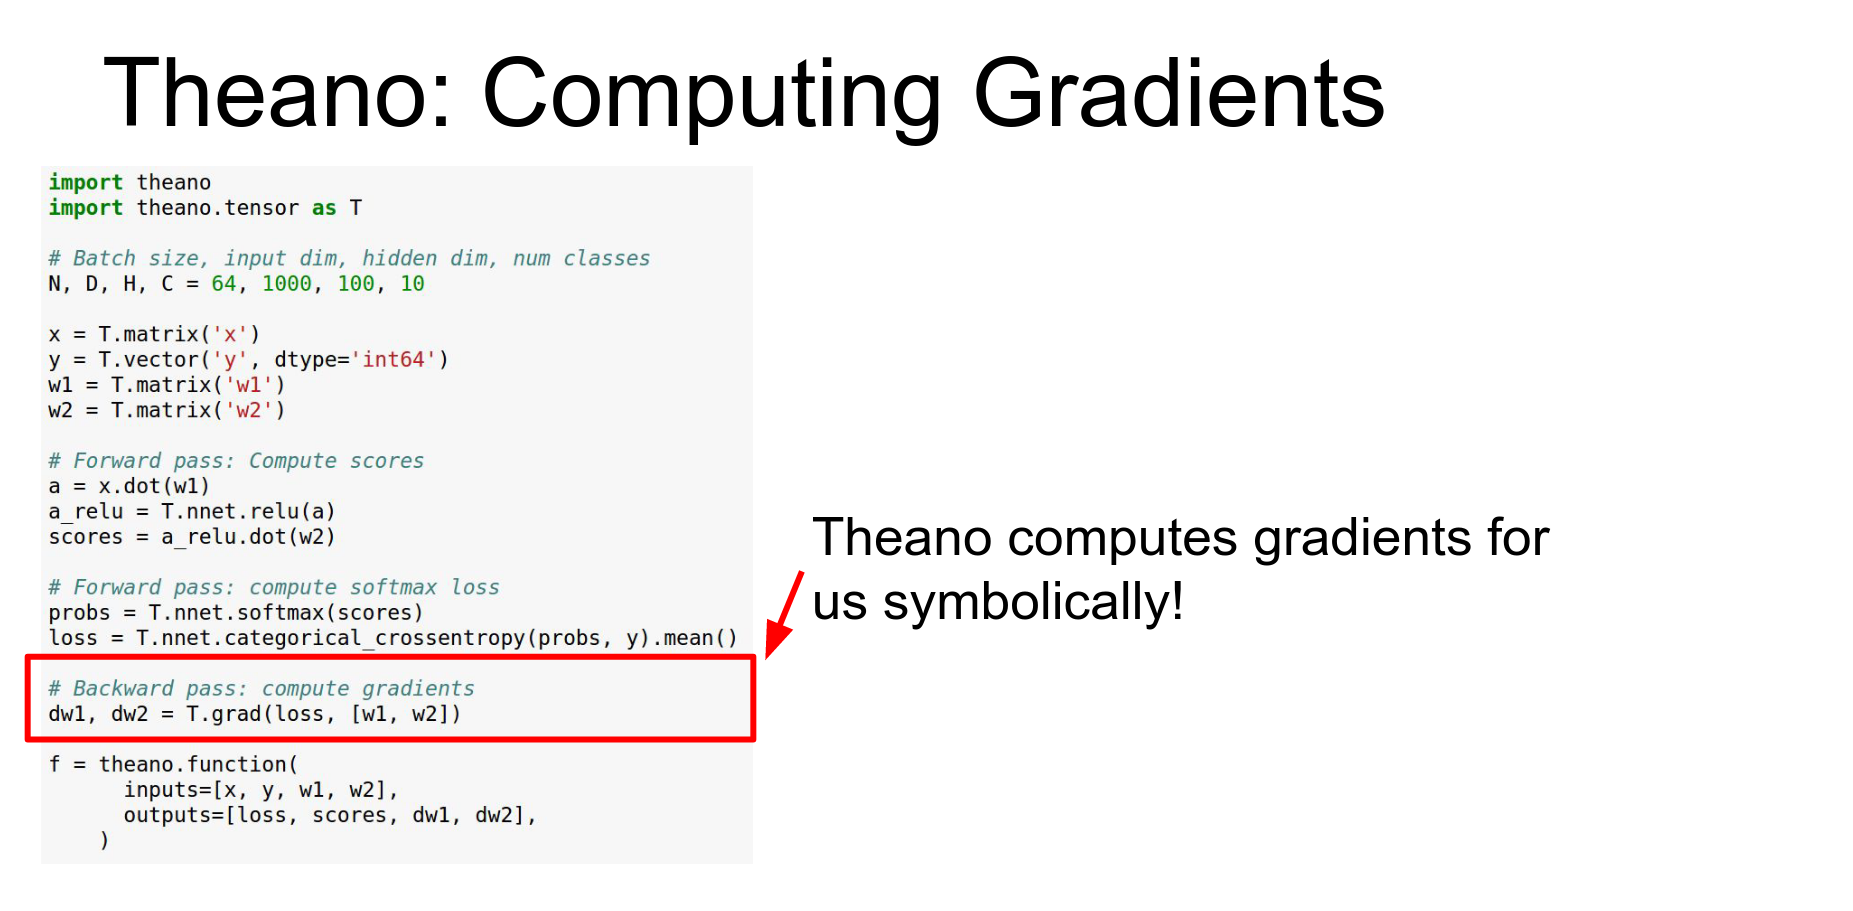 Theano: Computing Gradients
import theano
import theano.tensor as T
# Batch size, input dim, hidden dim, num classes
N, D, H, C = 64, 1000, 100, 10
x = T.matrix('x')
y = T.vector('y', dtype='int64')
w1 = T.matrix('w1')
w2 = T.matrix('w2')
# Forward pass: Compute scores
a = x.dot(w1)
a_relu = T.nnet.relu(a)
scores = a_relu.dot(w2)
# Forward pass: compute softmax loss
probs = T.nnet.softmax(scores)
loss = T.nnet.categorical_crossentropy(probs, y).mean()
# Backward pass: compute gradients
dw1, dw2 = T.grad(loss, [w1, w2])
f = theano.function(
      inputs=[x, y, w1, w2],
      outputs=[loss, scores, dw1, dw2],
    )
Theano computes gradients for
us symbolically!